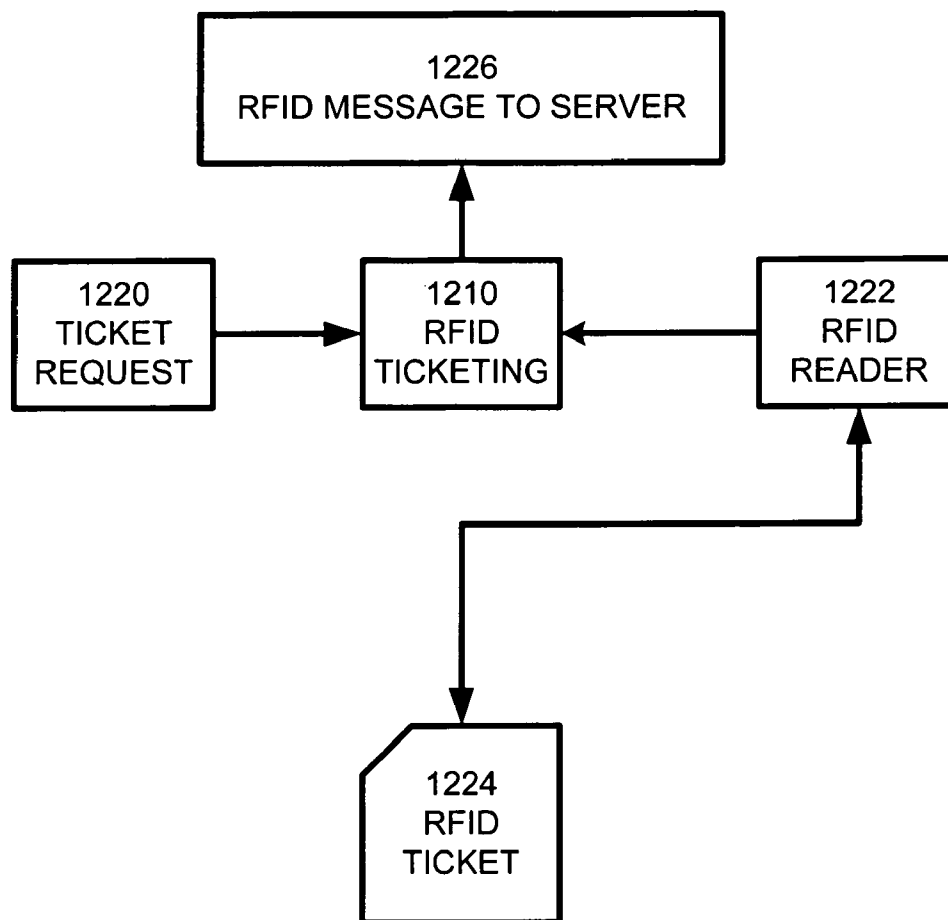 1226
RFID MESSAGE TO SERVER
1220
TICKET
REQUEST
1210
RFID
TICKETING
1222
RFID
READER
1224
RFID
TICKET